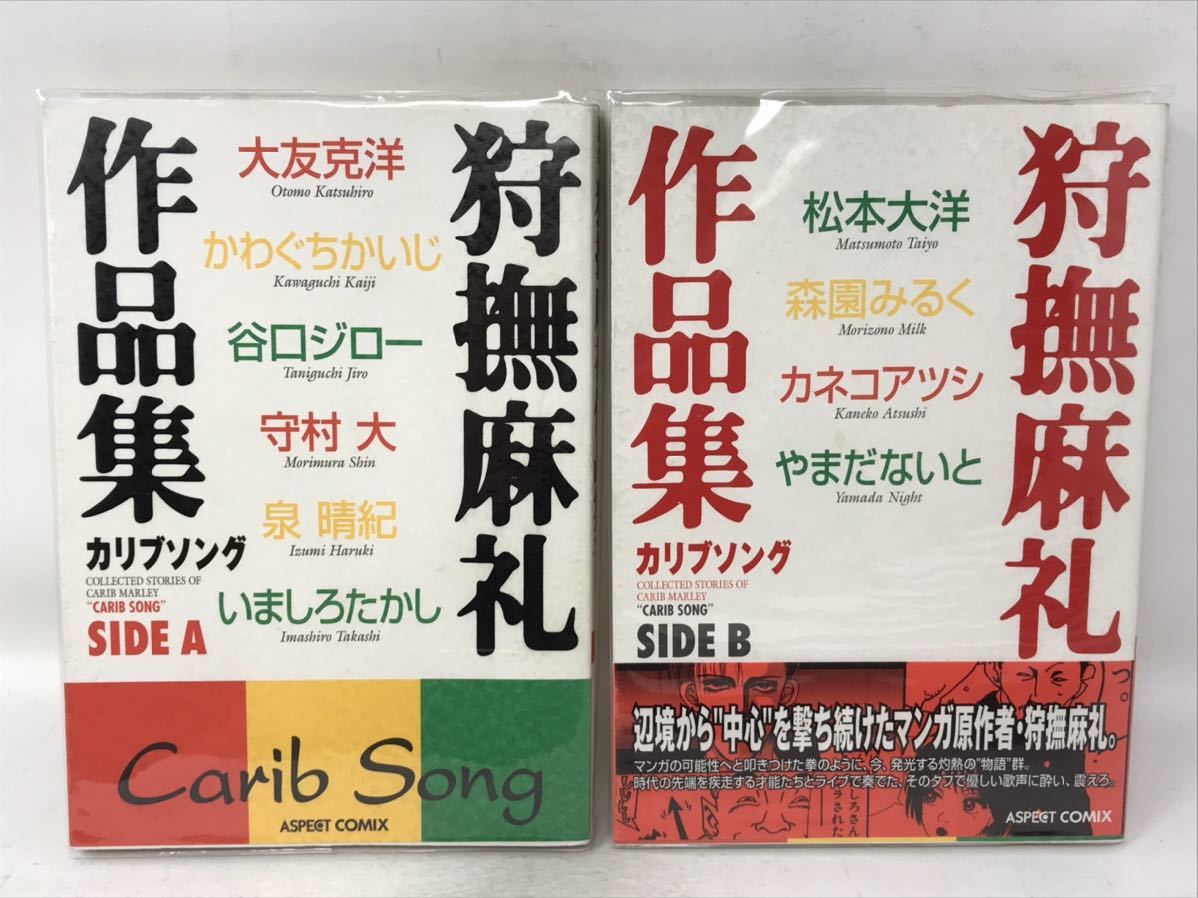 狩撫麻礼
作品集
大友克洋
Otomo Katsuhiro
かわぐちかいじ
Kawaguchi Kaiji
谷口ジロー
Taniguchi Jiro
守村 大
Morimura Shin
泉 晴紀
Izumi Haruki
いましろたかし
Imashiro Takashi
カリブソング
COLLECTED STORIES OF
CARIB MARLEY
"CARIB SONG"
SIDE A
Carib Song
ASPECT COMIX
狩撫麻礼
作品集
松本大洋
Matsumoto Taiyo
森園みるく
Morizono Milk
カネコアツシ
Kaneko Atsushi
やまだないと
Yamada Night
カリブソング
COLLECTED STORIES OF
CARIB MARLEY
"CARIB SONG"
SIDE B
つ。
辺境から"中心"を撃ち続けたマンガ原作者・狩撫麻礼。
マンガの可能性へと叩きつけた拳のように、今、発光する灼熱の"物語"群。
時代の先端を疾走する才能たちとライブで奏でた、そのタフで優しい歌声に酔い、震えろ。
しろさん
ラされた
ASPECT COMIX